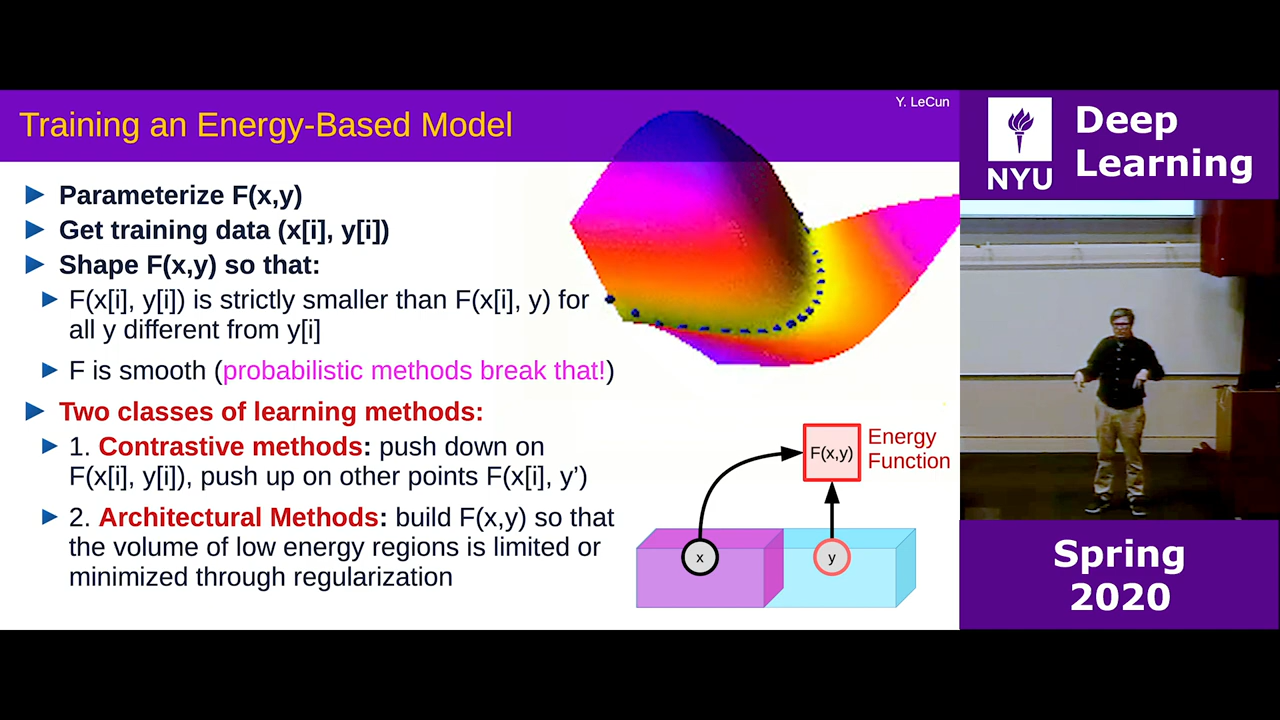 Y. LeCun
Training an Energy-Based Model
Parameterize F(x,y)
Get training data (x[i], y[i])
Shape F(x,y) so that:
F(x[i], y[i]) is strictly smaller than F(x[i], y) for
all y different from y[i]
F is smooth (probabilistic methods break that!)
Two classes of learning methods:
1. Contrastive methods: push down on
F(x[i], y[i]), push up on other points F(x[i], y’)
2. Architectural Methods: build F(x,y) so that
the volume of low energy regions is limited or
minimized through regularization
F(x,y)
Energy
Function
x
y
NYU
Deep
Learning
Spring
2020